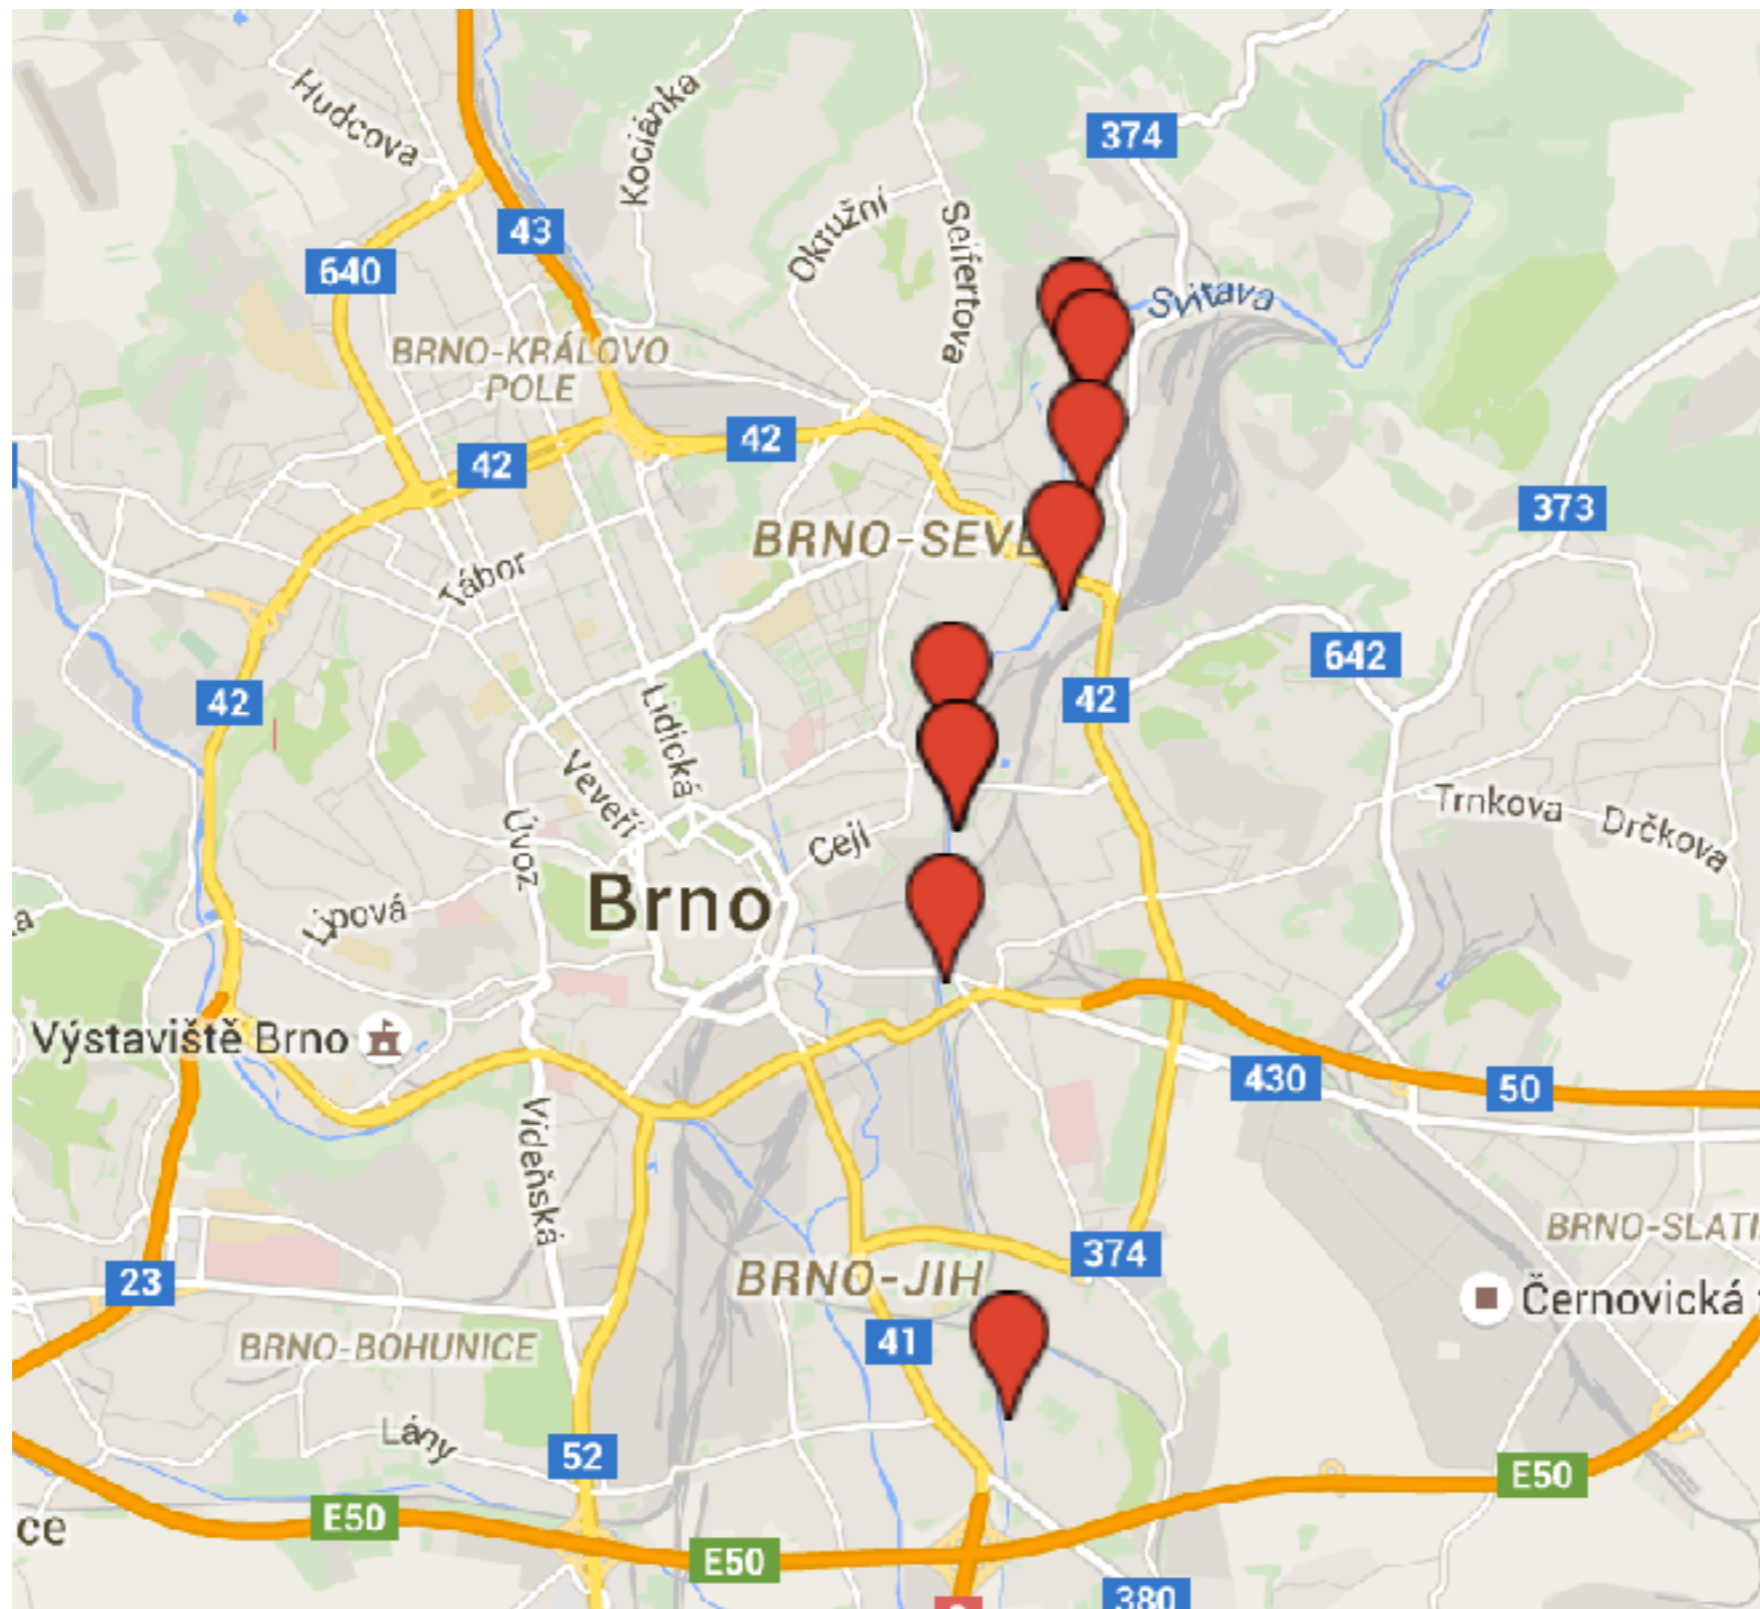 374
Hudcova
Kociánka
Okružní
Seifertova
43
640
Svitava
BRNO-KRÁLOVO
POLE
42
42
373
BRNO-SEVE
Tábor
642
42
42
Lidická
Veveří
Úvoz
Cejl
Trnkova
Drčkova
Brno
Lípová
Výstaviště Brno
430
50
Vídeňská
374
BRNO-SLATI
23
BRNO-JIH
Černovická
BRNO-BOHUNICE
41
Lány
52
E50
E50
ce
E50
380